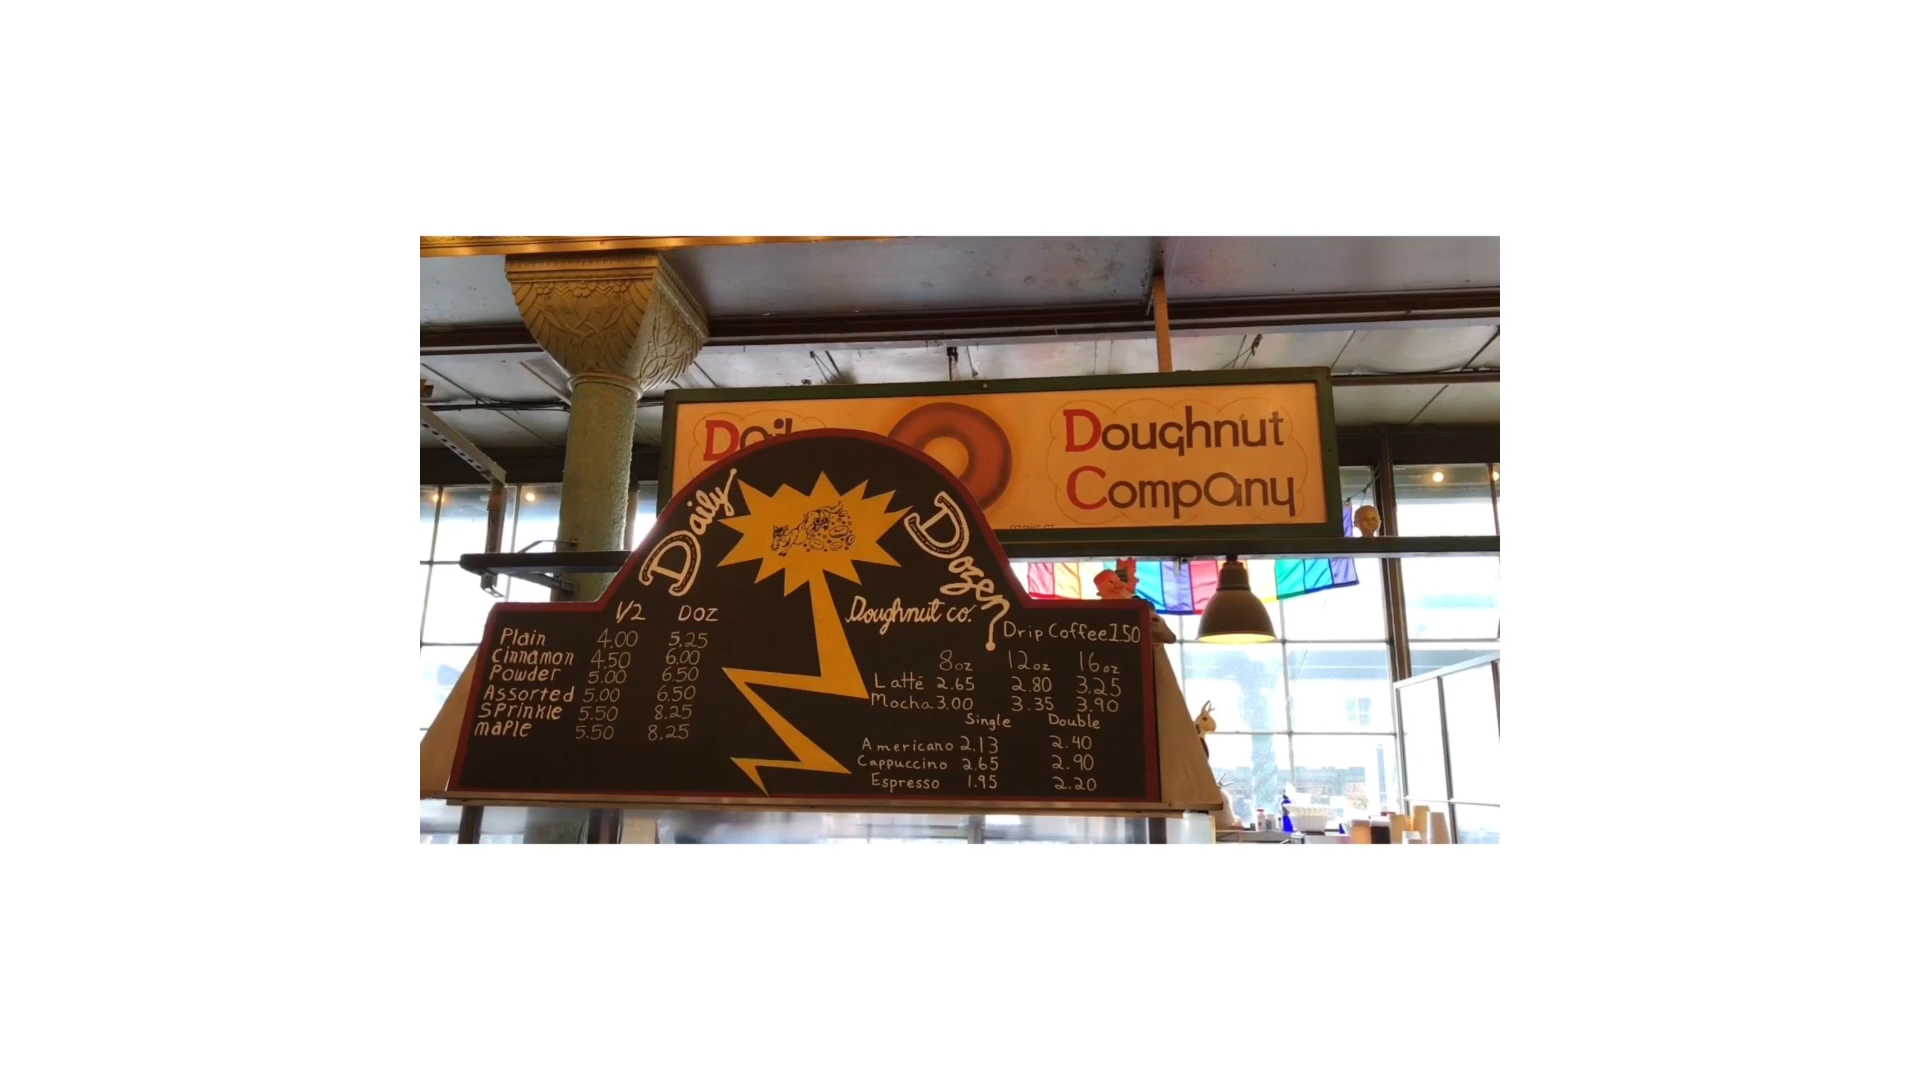 Doughnut
Company
Daily
Dozen
Doughnut co.
1/2 Doz
Plain 4.00 5.25
Cinnamon 4.50 6.00
Powder 5.00 6.50
Assorted 5.00 6.50
SPrinkle 5.50 8.25
maple 5.50 8.25
Drip Coffee 1.50
8oz 12oz 16oz
Latté 2.65 2.80 3.25
Mocha 3.00 3.35 3.90
Single Double
Americano 2.13 2.40
Cappuccino 2.65 2.90
Espresso 1.95 2.20